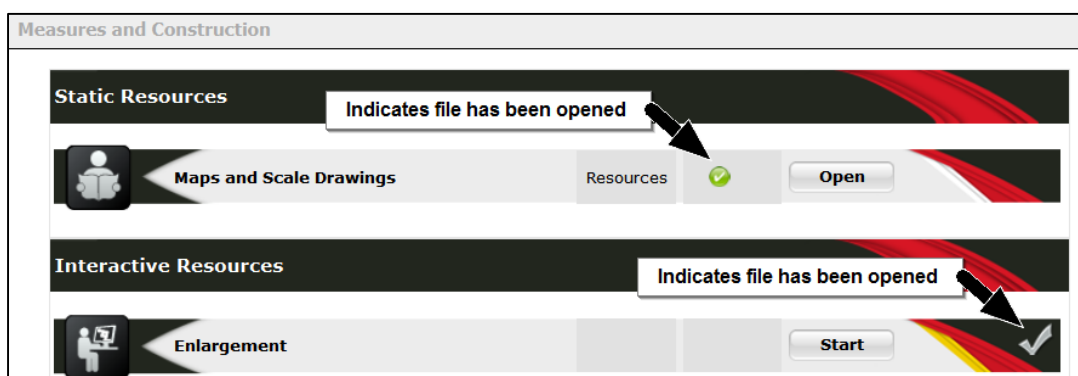 Measures and Construction
Static Resources
Indicates file has been opened
Maps and Scale Drawings Resources Open
Interactive Resources
Indicates file has been opened
Enlargement Start